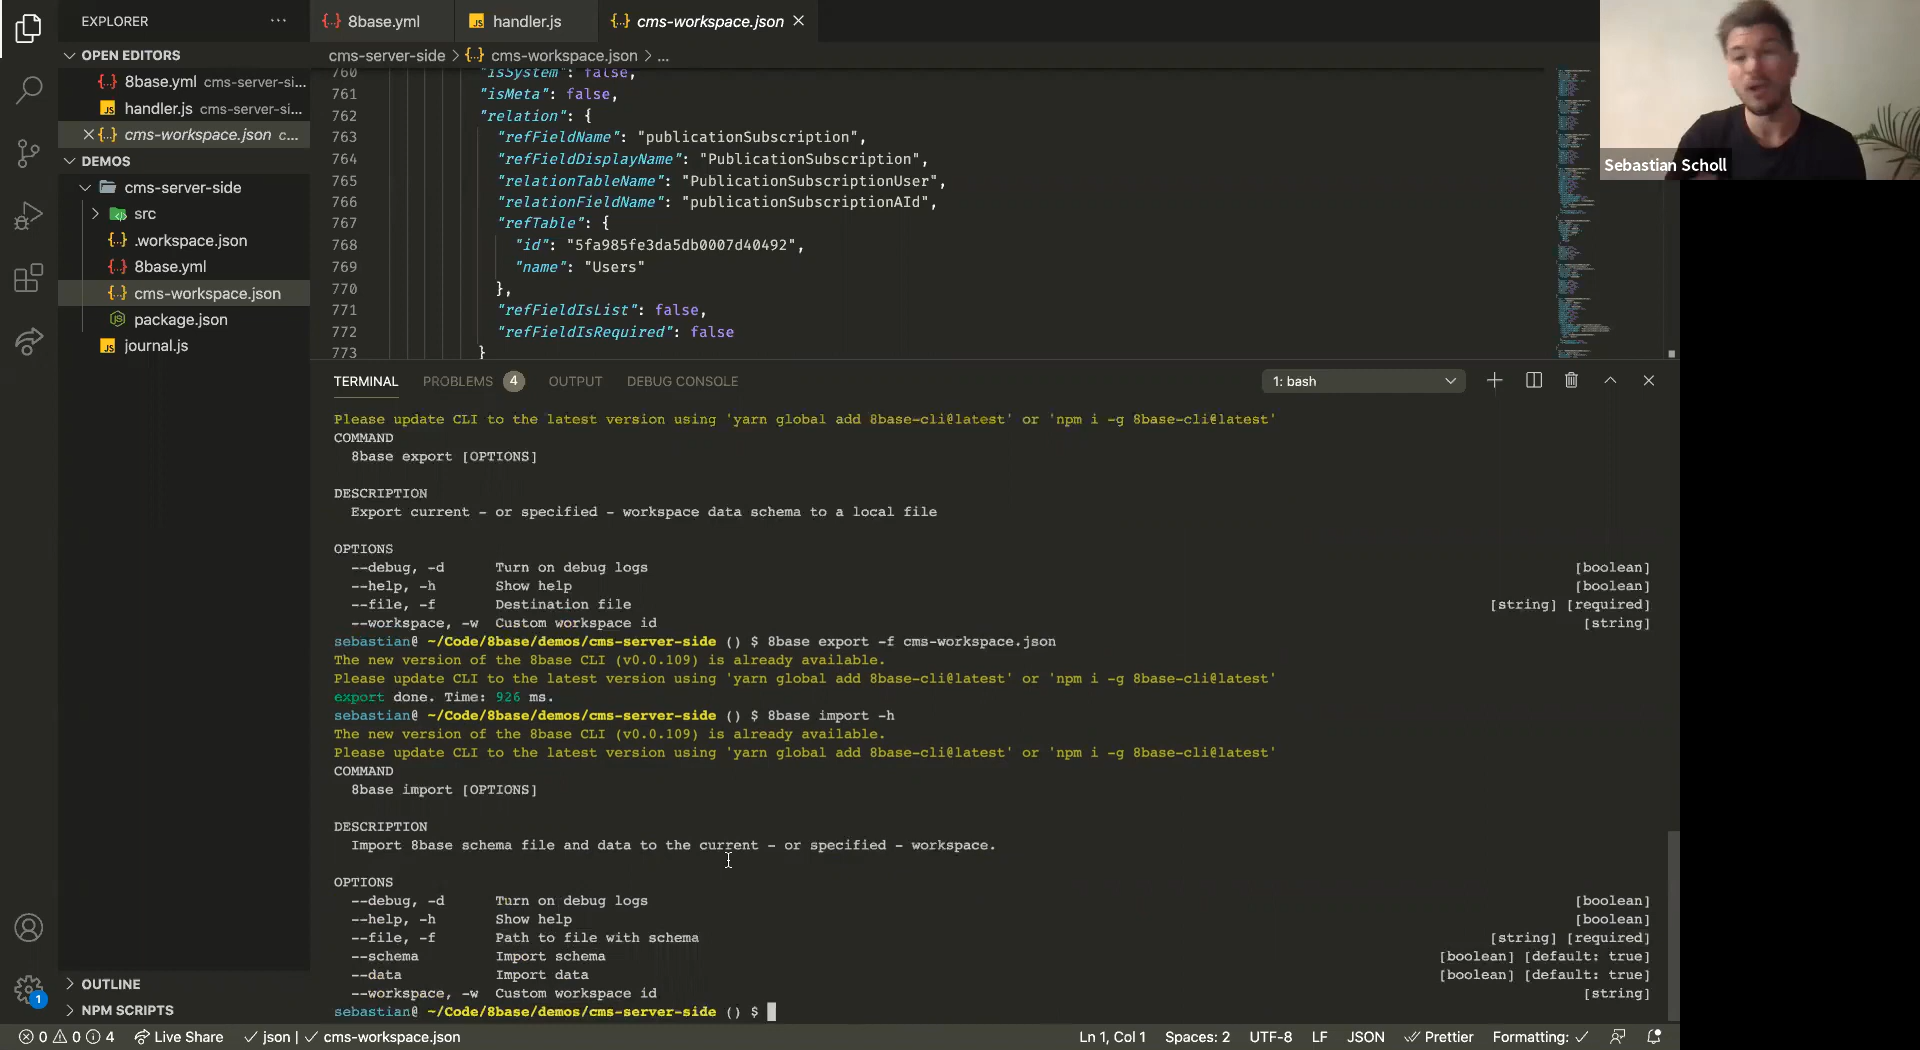 EXPLORER
OPEN EDITORS
8base.yml cms-server-si...
handler.js cms-server-si...
cms-workspace.json c...
DEMOS
cms-server-side
src
.workspace.json
8base.yml
cms-workspace.json
package.json
journal.js
OUTLINE
NPM SCRIPTS
8base.yml
handler.js
cms-workspace.json
cms-server-side > cms-workspace.json > ...
760 "isSystem": false,
761 "isMeta": false,
762 "relation": {
763 "refFieldName": "publicationSubscription",
764 "refFieldDisplayName": "PublicationSubscription",
765 "relationTableName": "PublicationSubscriptionUser",
766 "relationFieldName": "publicationSubscriptionAId",
767 "refTable": {
768 "id": "5fa985fe3da5db0007d40492",
769 "name": "Users"
770 },
771 "refFieldIsList": false,
772 "refFieldIsRequired": false
773 }
Sebastian Scholl
TERMINAL PROBLEMS 4 OUTPUT DEBUG CONSOLE 1: bash
Please update CLI to the latest version using 'yarn global add 8base-cli@latest' or 'npm i -g 8base-cli@latest'
COMMAND
8base export [OPTIONS]
DESCRIPTION
Export current - or specified - workspace data schema to a local file
OPTIONS
--debug, -d Turn on debug logs [boolean]
--help, -h Show help [boolean]
--file, -f Destination file [string] [required]
--workspace, -w Custom workspace id [string]
sebastian@ ~/Code/8base/demos/cms-server-side () $ 8base export -f cms-workspace.json
The new version of the 8base CLI (v0.0.109) is already available.
Please update CLI to the latest version using 'yarn global add 8base-cli@latest' or 'npm i -g 8base-cli@latest'
export done. Time: 926 ms.
sebastian@ ~/Code/8base/demos/cms-server-side () $ 8base import -h
The new version of the 8base CLI (v0.0.109) is already available.
Please update CLI to the latest version using 'yarn global add 8base-cli@latest' or 'npm i -g 8base-cli@latest'
COMMAND
8base import [OPTIONS]
DESCRIPTION
Import 8base schema file and data to the current - or specified - workspace.
OPTIONS
--debug, -d Turn on debug logs [boolean]
--help, -h Show help [boolean]
--file, -f Path to file with schema [string] [required]
--schema Import schema [boolean] [default: true]
--data Import data [boolean] [default: true]
--workspace, -w Custom workspace id [string]
sebastian@ ~/Code/8base/demos/cms-server-side () $
1
0 0 4 Live Share json | cms-workspace.json Ln 1, Col 1 Spaces: 2 UTF-8 LF JSON Prettier Formatting: